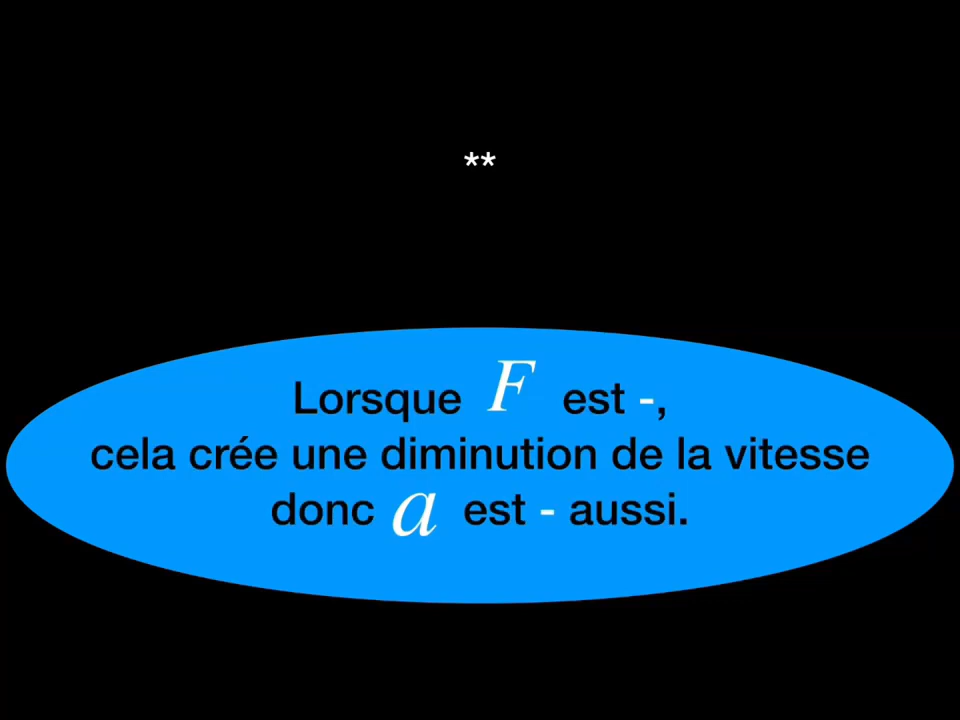 **
Lorsque F est -,
cela crée une diminution de la vitesse
donc a est - aussi.